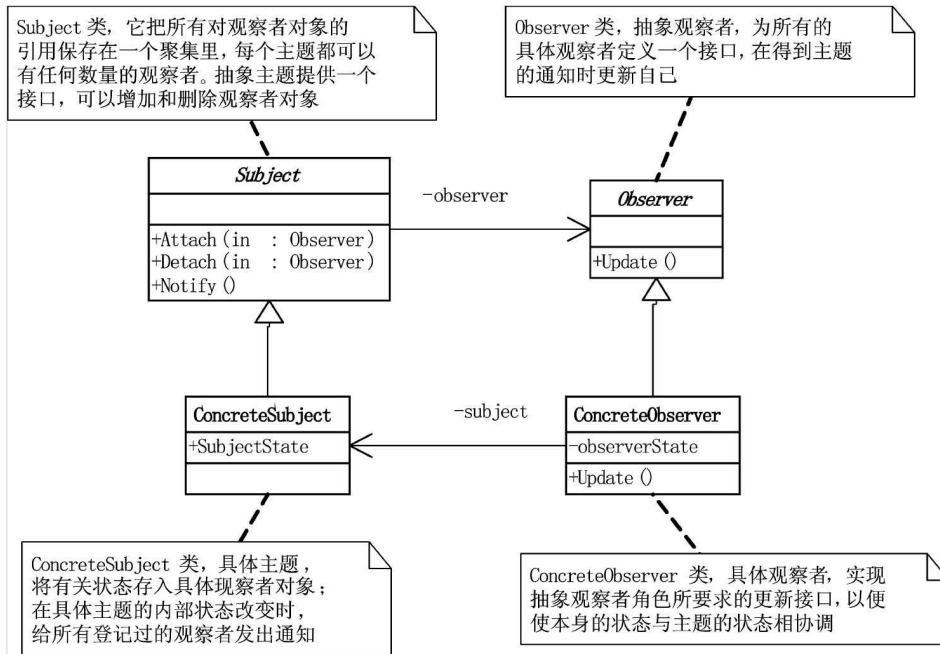 Subject 类，它把所有对观察者对象的
引用保存在一个聚集里，每个主题都可以
有任何数量的观察者。抽象主题提供一个
接口，可以增加和删除观察者对象
Observer 类，抽象观察者，为所有的
具体观察者定义一个接口，在得到主题
的通知时更新自己
Subject
+Attach(in : Observer)
+Detach(in : Observer)
+Notify()
-observer
Observer
+Update()
ConcreteSubject
+SubjectState
-subject
ConcreteObserver
-observerState
+Update()
ConcreteSubject 类，具体主题，
将有关状态存入具体现察者对象；
在具体主题的内部状态改变时，
给所有登记过的观察者发出通知
ConcreteObserver 类，具体观察者，实现
抽象观察者角色所要求的更新接口，以便
使本身的状态与主题的状态相协调